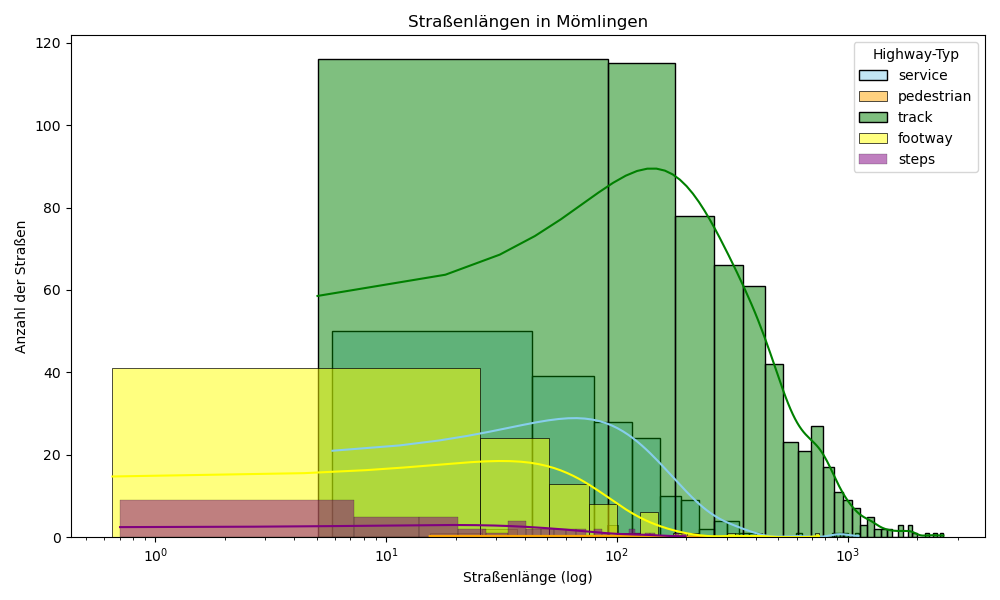 Straßenlängen in Mömlingen
Anzahl der Straßen
120
100
80
60
40
20
0
10⁰
10¹
10²
10³
Straßenlänge (log)
Highway-Typ
service
pedestrian
track
footway
steps